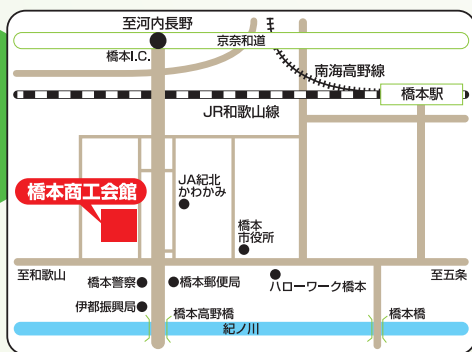 至河内長野
京奈和道
橋本I.C.
南海高野線
橋本駅
JR和歌山線
橋本商工会館
JA紀北
かわかみ
橋本
市役所
至和歌山
至五条
橋本警察
橋本郵便局
ハローワーク橋本
伊都振興局
橋本高野橋
橋本橋
紀ノ川